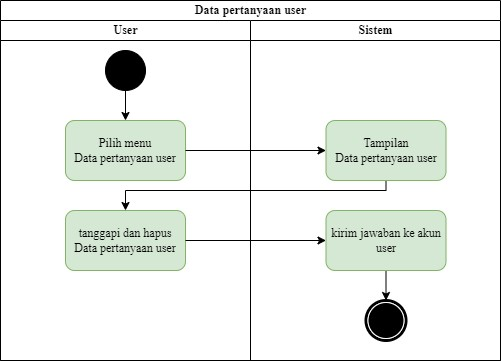 Data pertanyaan user
User
Sistem
Pilih menu
Data pertanyaan user
Tampilan
Data pertanyaan user
tanggapi dan hapus
Data pertanyaan user
kirim jawaban ke akun
user